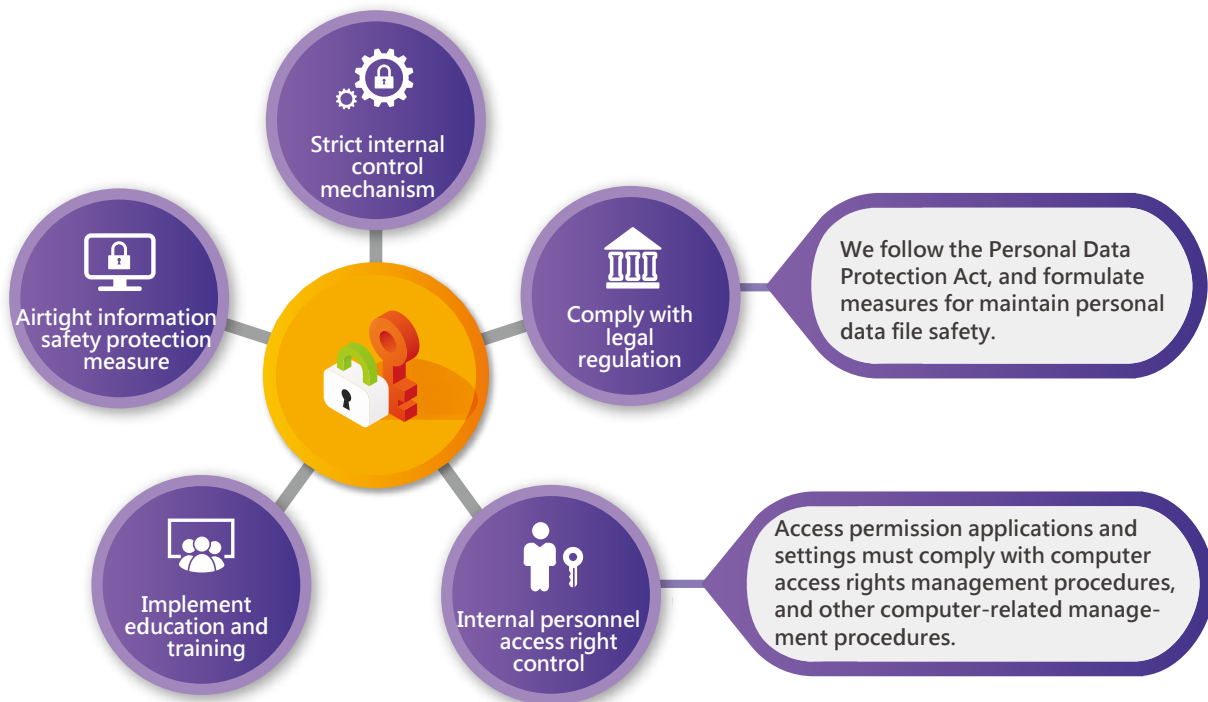 Strict internal
control
mechanism
Airtight information
safety protection
measure
Comply with
legal
regulation
We follow the Personal Data
Protection Act, and formulate
measures for maintain personal
data file safety.
Implement
education and
training
Internal personnel
access right
control
Access permission applications and
settings must comply with computer
access rights management procedures,
and other computer-related manage-
ment procedures.